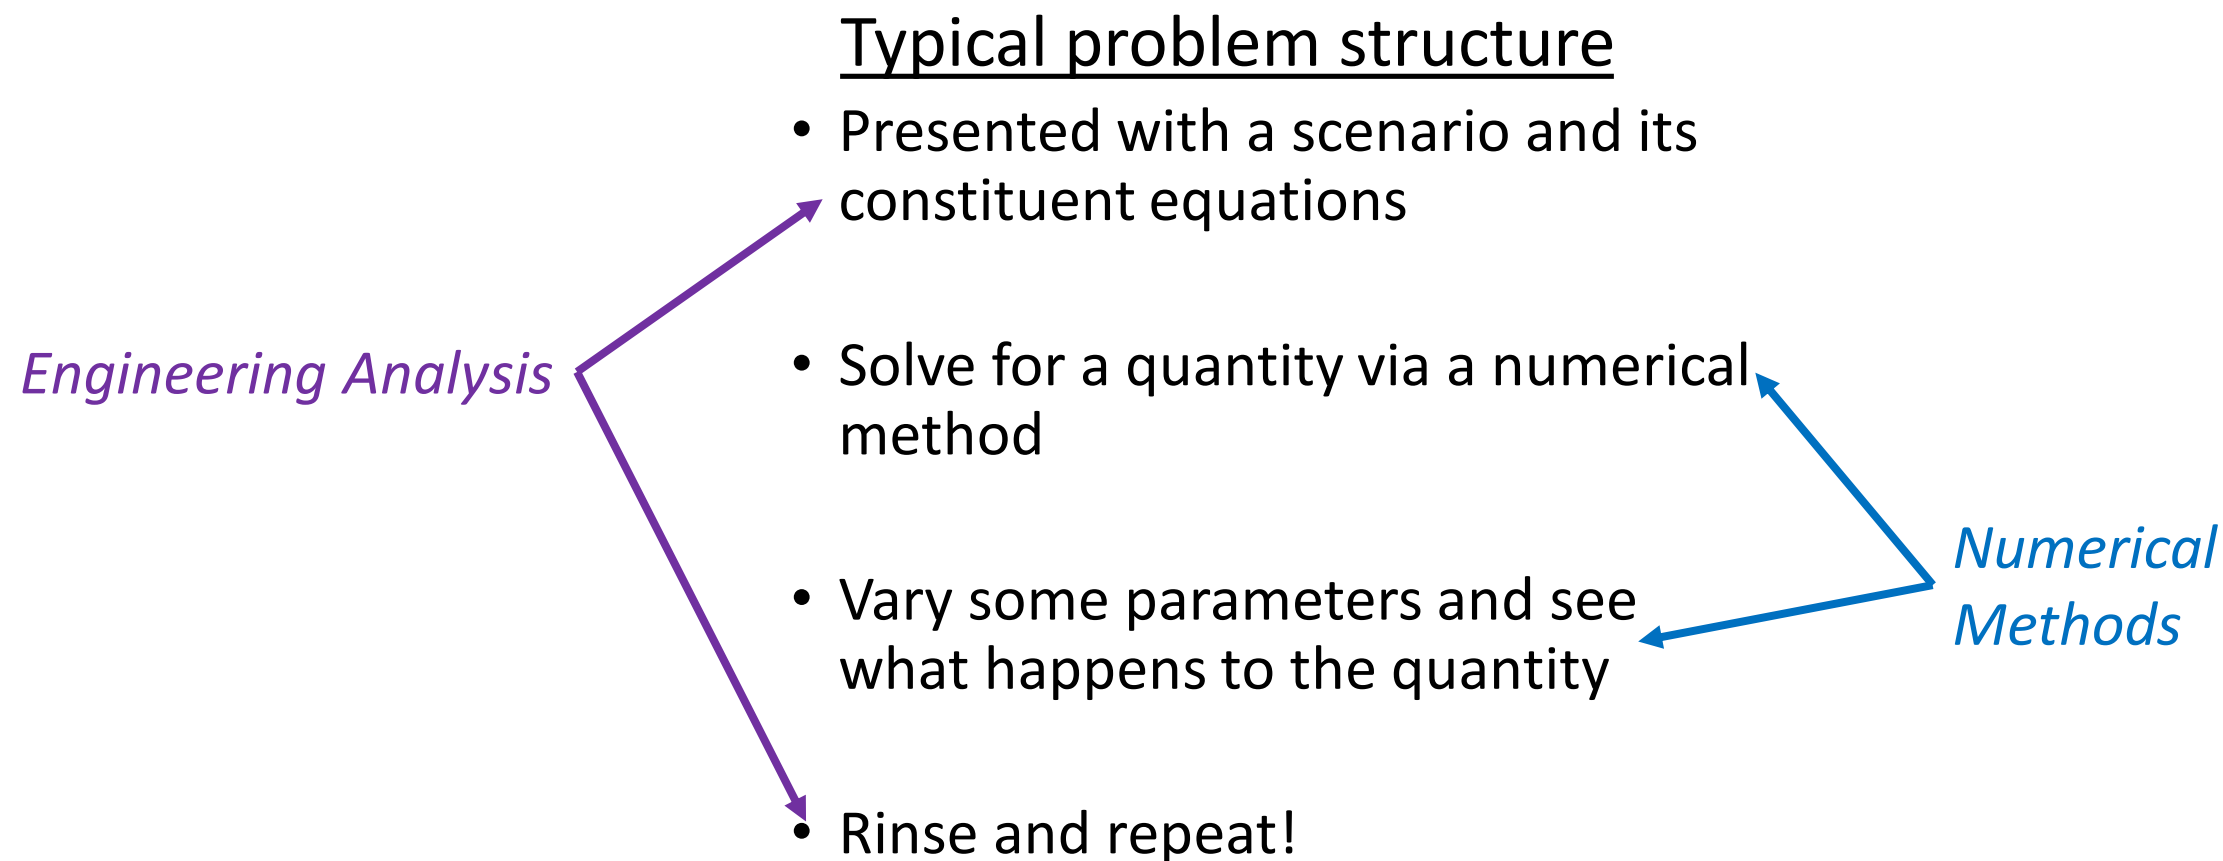 Typical problem structure
• Presented with a scenario and its
constituent equations
Engineering Analysis
• Solve for a quantity via a numerical
method
• Vary some parameters and see
what happens to the quantity
Numerical
Methods
• Rinse and repeat!